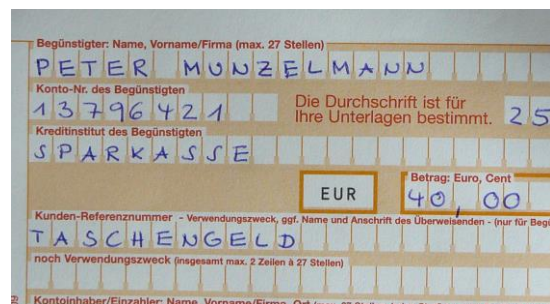 Begünstigter: Name, Vorname/Firma (max. 27 Stellen)
PETER MUNZELMANN
Konto-Nr. des Begünstigten
13796421
Die Durchschrift ist für
Ihre Unterlagen bestimmt.
25
Kreditinstitut des Begünstigten
SPARKASSE
Betrag: Euro, Cent
EUR
40,00
Kunden-Referenznummer - Verwendungszweck, ggf. Name und Anschrift des Überweisenden - (nur für Begü
TASCHENGELD
noch Verwendungszweck (insgesamt max. 2 Zeilen à 27 Stellen)
Kontoinhaber/Einzahler: Name, Vorname/Firma, Ort